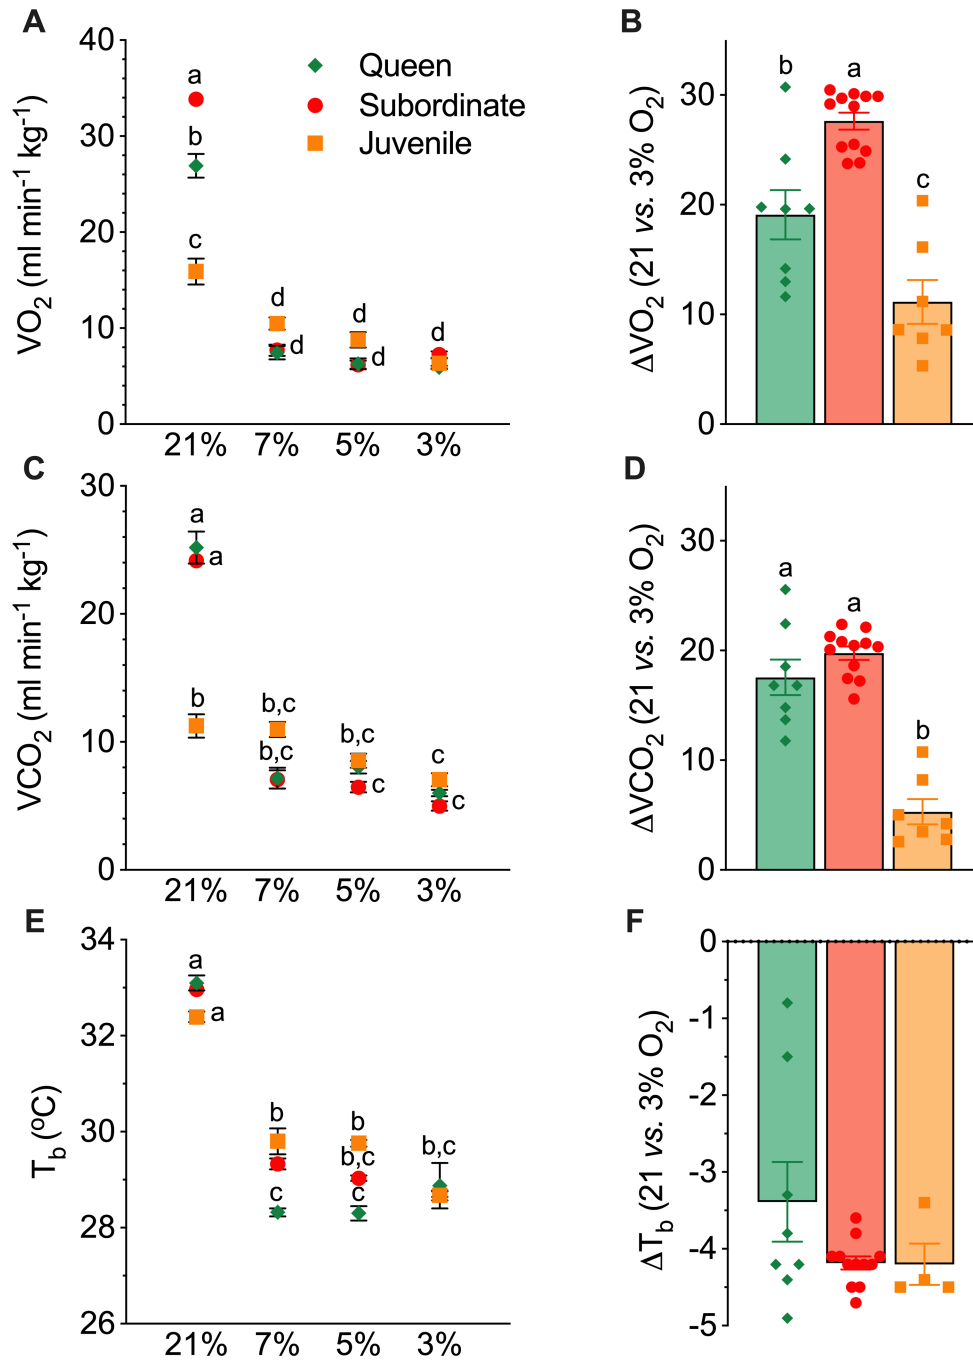 A
VO2 (ml min-1 kg-1)
40
30
20
10
0
Queen
Subordinate
Juvenile
a
b
c
d
d
d
d
d
21% 7% 5% 3%
B
ΔVO2 (21 vs. 3% O2)
30
20
10
0
b
a
c
C
VCO2 (ml min-1 kg-1)
30
20
10
0
a
a
b
b,c
b,c
b,c
c
c
c
21% 7% 5% 3%
D
ΔVCO2 (21 vs. 3% O2)
30
20
10
0
a
a
b
E
Tb (oC)
34
32
30
28
26
a
a
b
c
b
b,c
c
b,c
21% 7% 5% 3%
F
ΔTb (21 vs. 3% O2)
0
-1
-2
-3
-4
-5